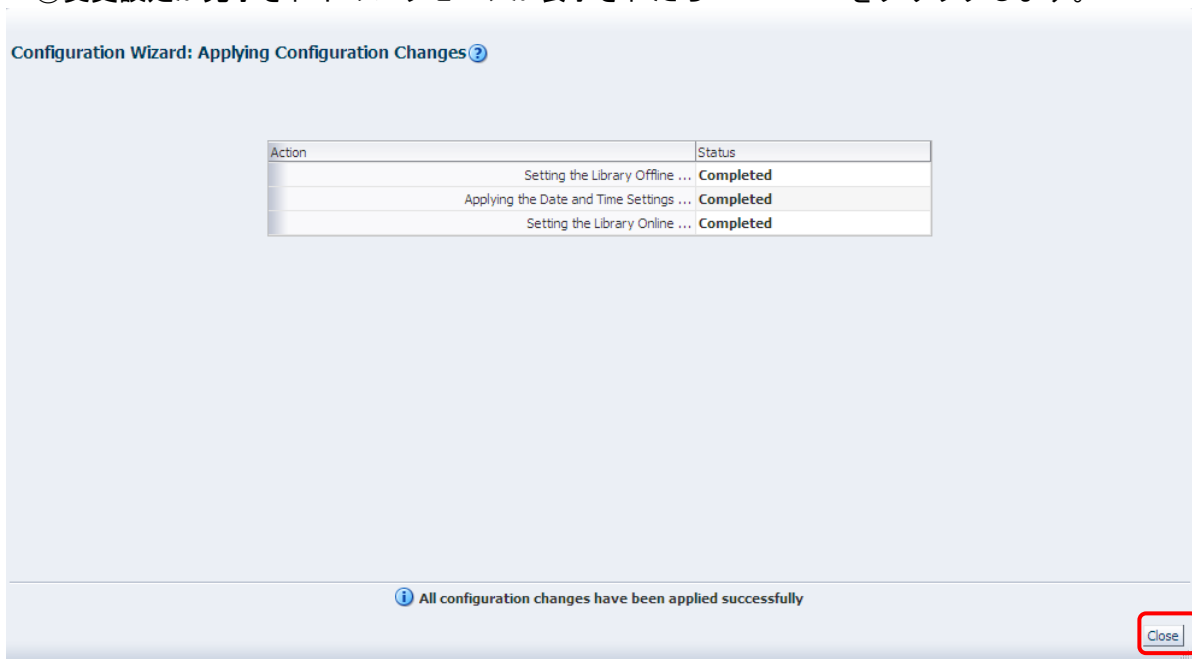 Configuration Wizard: Applying Configuration Changes
Action Status
Setting the Library Offline ... Completed
Applying the Date and Time Settings ... Completed
Setting the Library Online ... Completed
All configuration changes have been applied successfully
Close